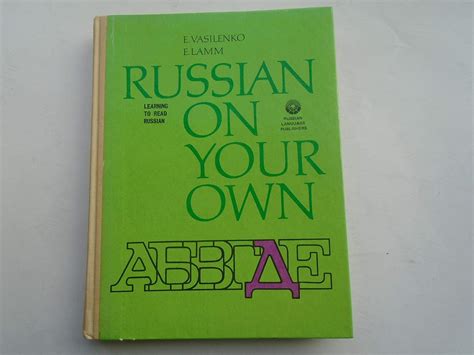 E. VASILENKO
E. LAMM
RUSSIAN
LEARNING
TO READ
RUSSIAN
ON
YOUR
OWN
RUSSIAN
LANGUAGE
PUBLISHERS
АБВГДЕ